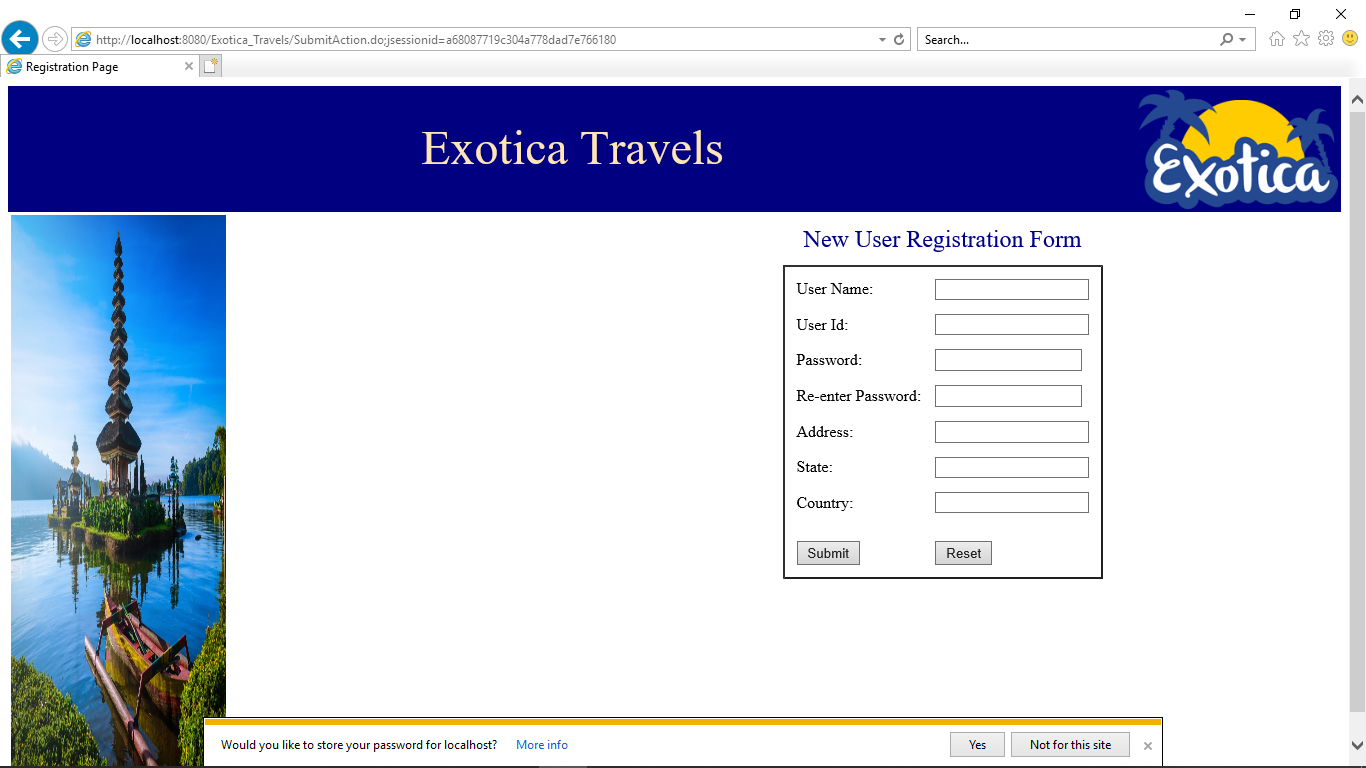 http://localhost:8080/Exotica_Travels/SubmitAction.do;jsessionid=a68087719c304a778dad7e766180
Search...
Registration Page
Exotica Travels
Exotica
New User Registration Form
User Name:
User Id:
Password:
Re-enter Password:
Address:
State:
Country:
Submit Reset
Would you like to store your password for localhost? More info Yes Not for this site